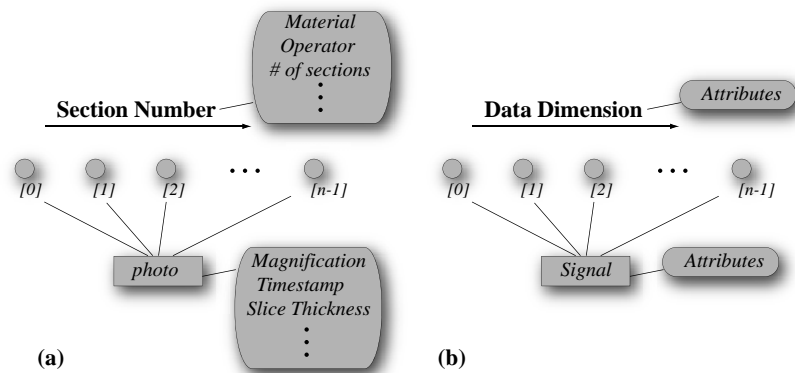 Material
Operator
# of sections
Section Number
[0]
[1]
[2]
...
[n-1]
photo
Magnification
Timestamp
Slice Thickness
(a)
Attributes
Data Dimension
[0]
[1]
[2]
...
[n-1]
Signal
Attributes
(b)